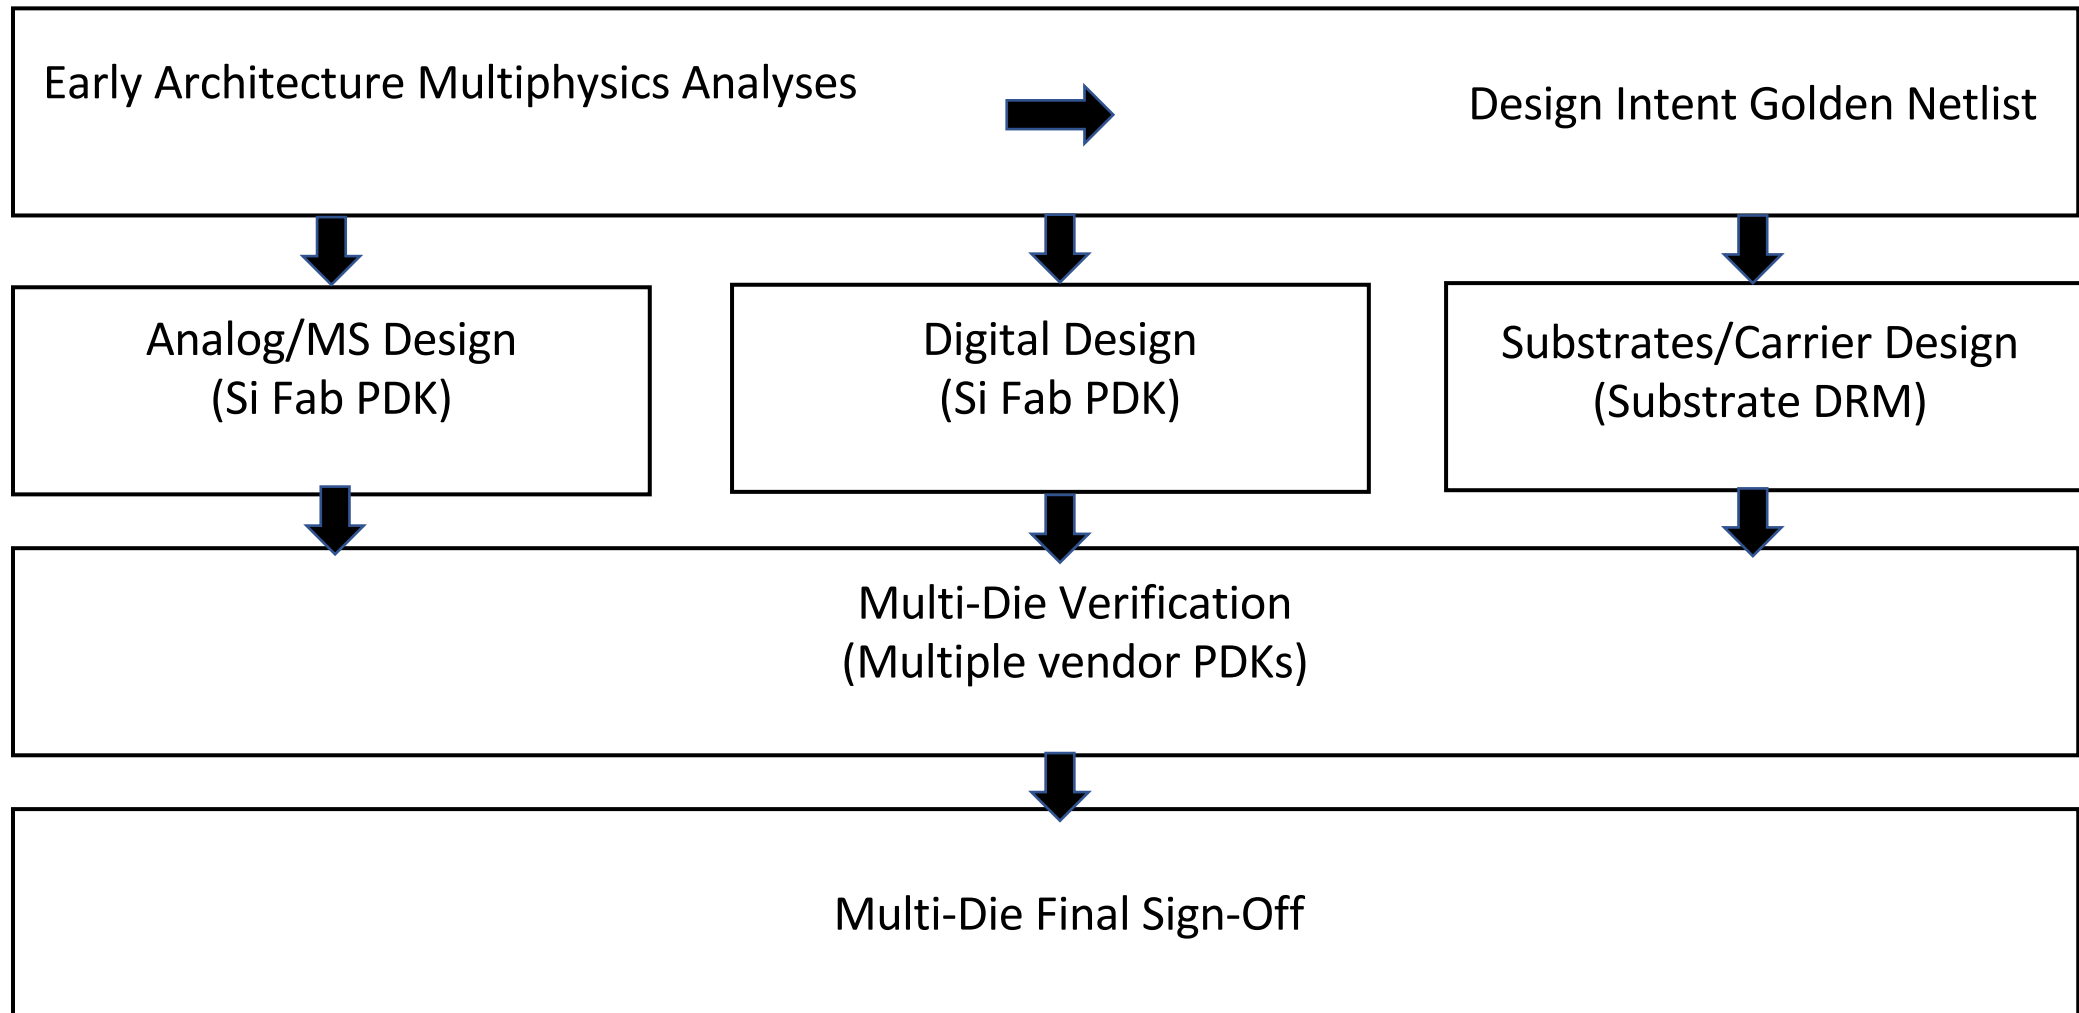 Early Architecture Multiphysics Analyses
Design Intent Golden Netlist
Analog/MS Design
(Si Fab PDK)
Digital Design
(Si Fab PDK)
Substrates/Carrier Design
(Substrate DRM)
Multi-Die Verification
(Multiple vendor PDKs)
Multi-Die Final Sign-Off